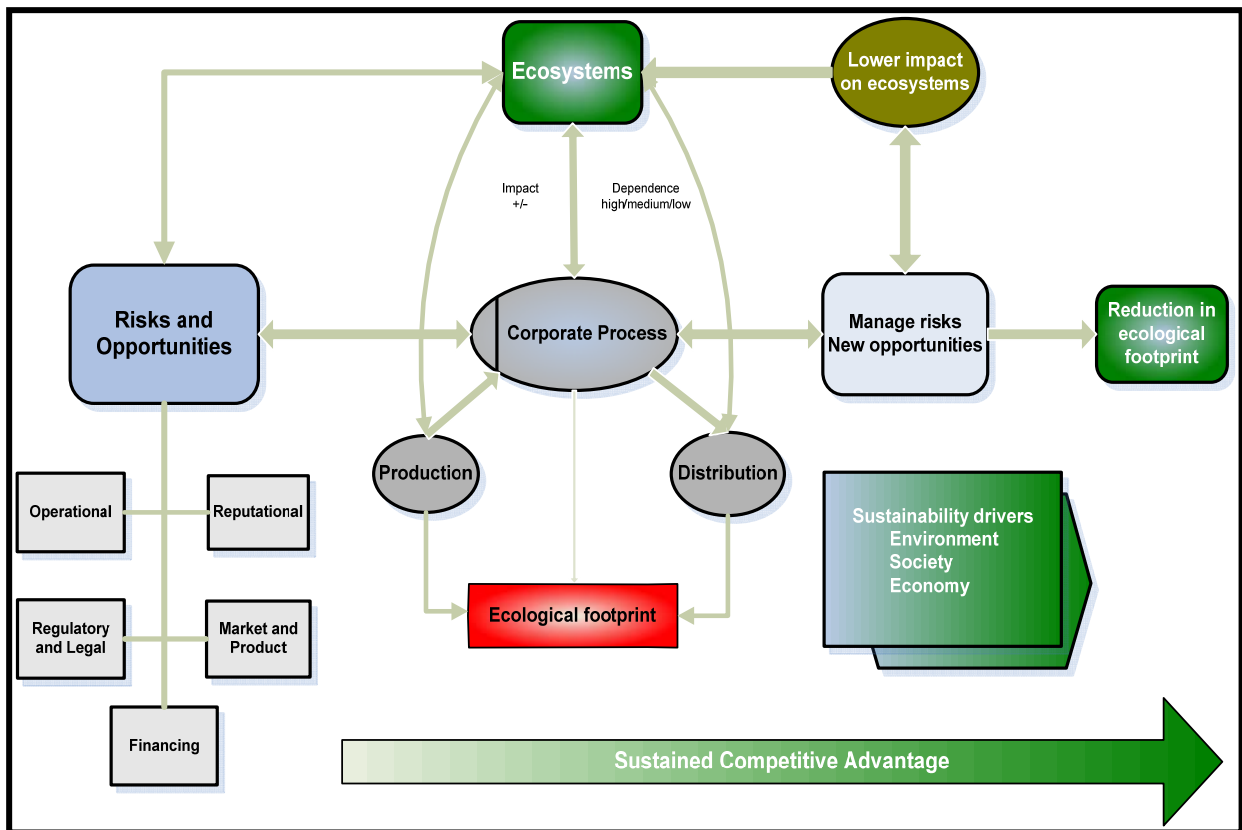 Ecosystems
Lower impact
on ecosystems
Impact
+/-
Dependence
high/medium/low
Risks and
Opportunities
Corporate Process
Manage risks
New opportunities
Reduction in
ecological
footprint
Production
Distribution
Operational
Reputational
Regulatory
and Legal
Market and
Product
Financing
Ecological footprint
Sustainability drivers
Environment
Society
Economy
Sustained Competitive Advantage